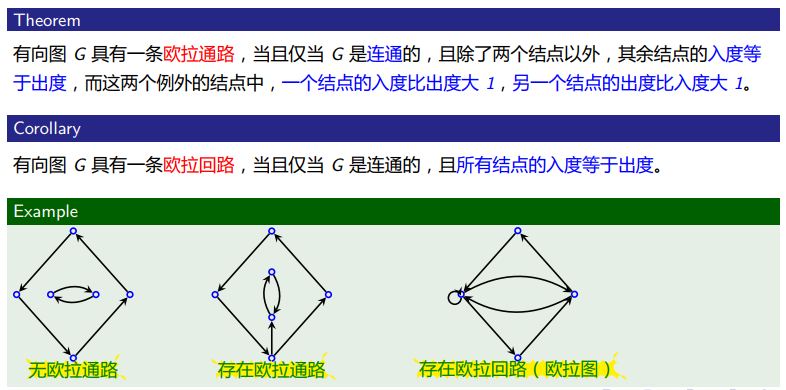 Theorem
有向图 G 具有一条欧拉通路，当且仅当 G 是连通的，且除了两个结点以外，其余结点的入度等
于出度，而这两个例外的结点中，一个结点的入度比出度大 1，另一个结点的出度比入度大 1。
Corollary
有向图 G 具有一条欧拉回路，当且仅当 G 是连通的，且所有结点的入度等于出度。
Example
无欧拉通路 存在欧拉通路 存在欧拉回路（欧拉图）